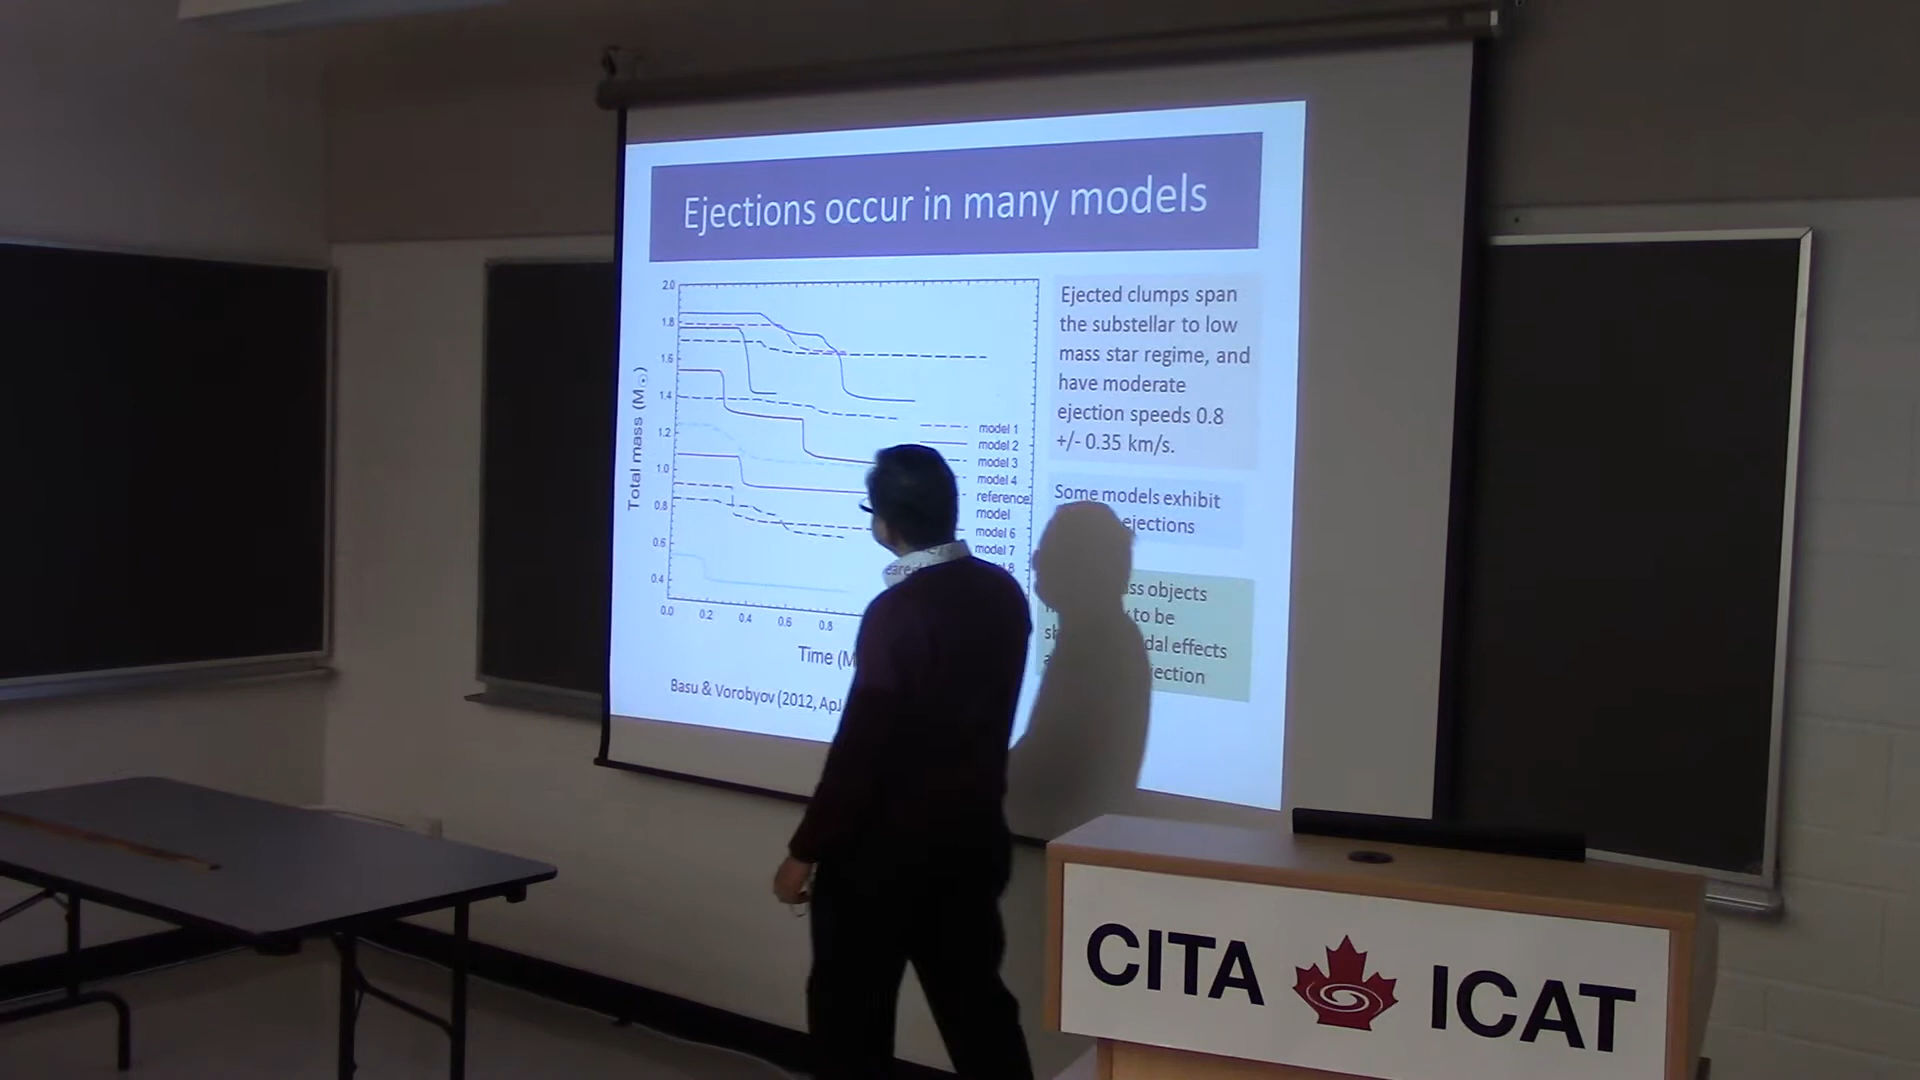 Ejections occur in many models
2.0
1.8
1.6
1.4
1.2
1.0
0.8
0.6
0.4
Total mass (M☉)
0.0 0.2 0.4 0.6 0.8
Time (M
model 1
model 2
model 3
model 4
reference
model
model 6
model 7
8
Basu & Vorobyov (2012, ApJ
Ejected clumps span
the substellar to low
mass star regime, and
have moderate
ejection speeds 0.8
+/- 0.35 km/s.
Some models exhibit
ejections
ss objects
to be
dal effects
jection
CITA ICAT